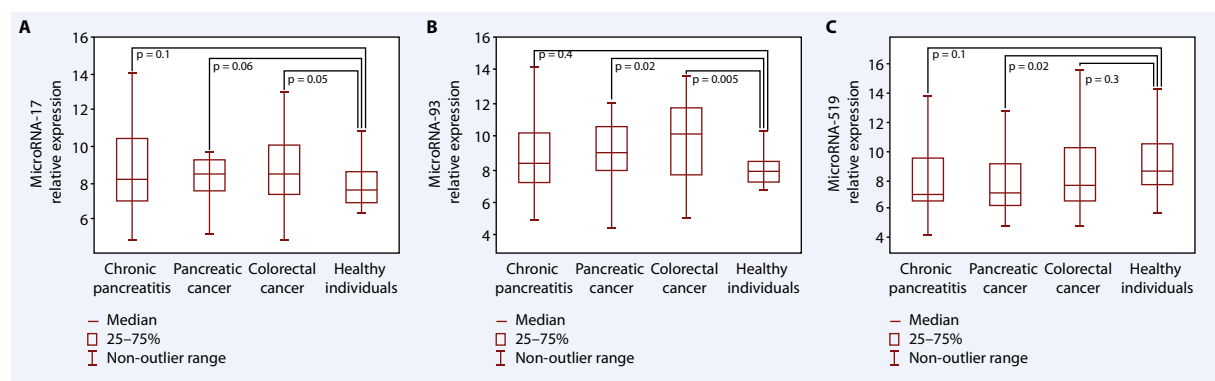 A
MicroRNA-17
relative expression
16
14
12
10
8
6
p = 0.1
p = 0.06
p = 0.05
Chronic
pancreatitis
Pancreatic
cancer
Colorectal
cancer
Healthy
individuals
Median
25–75%
Non-outlier range
B
MicroRNA-93
relative expression
16
14
12
10
8
6
4
p = 0.4
p = 0.02
p = 0.005
Chronic
pancreatitis
Pancreatic
cancer
Colorectal
cancer
Healthy
individuals
Median
25–75%
Non-outlier range
C
MicroRNA-519
relative expression
16
14
12
10
8
6
4
p = 0.1
p = 0.02
p = 0.3
Chronic
pancreatitis
Pancreatic
cancer
Colorectal
cancer
Healthy
individuals
Median
25–75%
Non-outlier range